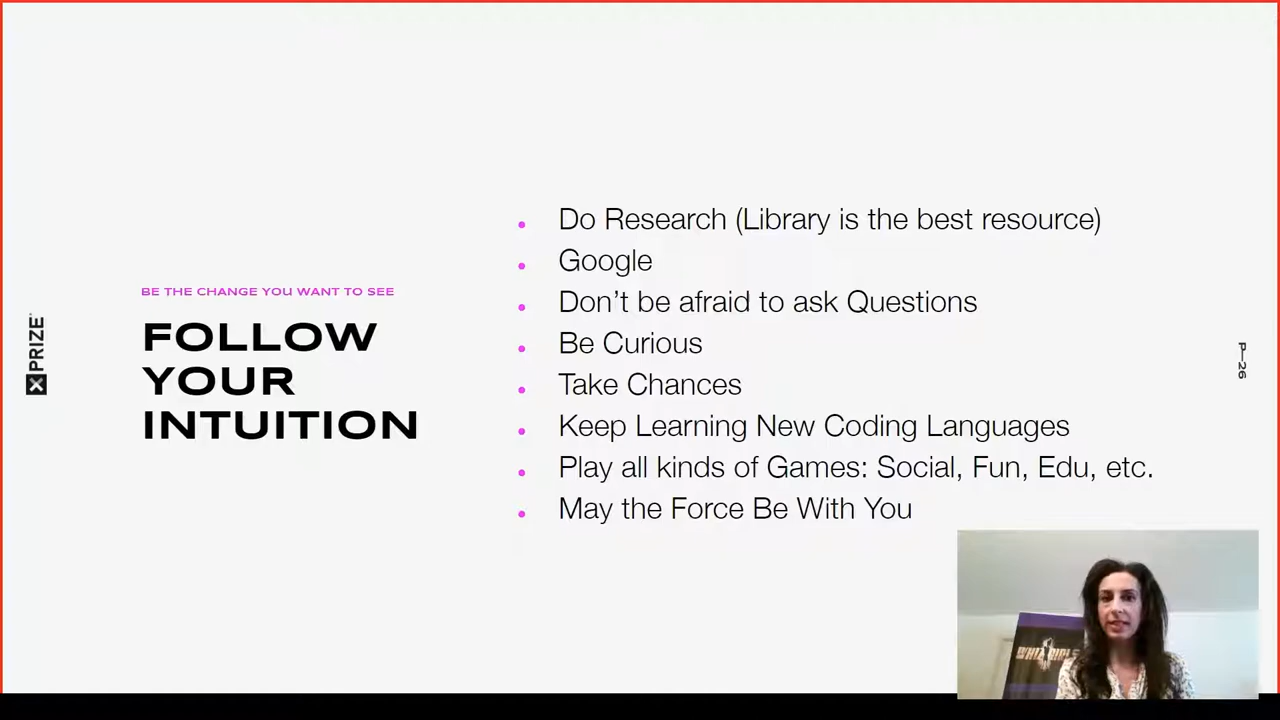 BE THE CHANGE YOU WANT TO SEE
FOLLOW
YOUR
INTUITION
XPRIZE
Do Research (Library is the best resource)
Google
Don't be afraid to ask Questions
Be Curious
Take Chances
Keep Learning New Coding Languages
Play all kinds of Games: Social, Fun, Edu, etc.
May the Force Be With You
P—26
WHIZGIRLS